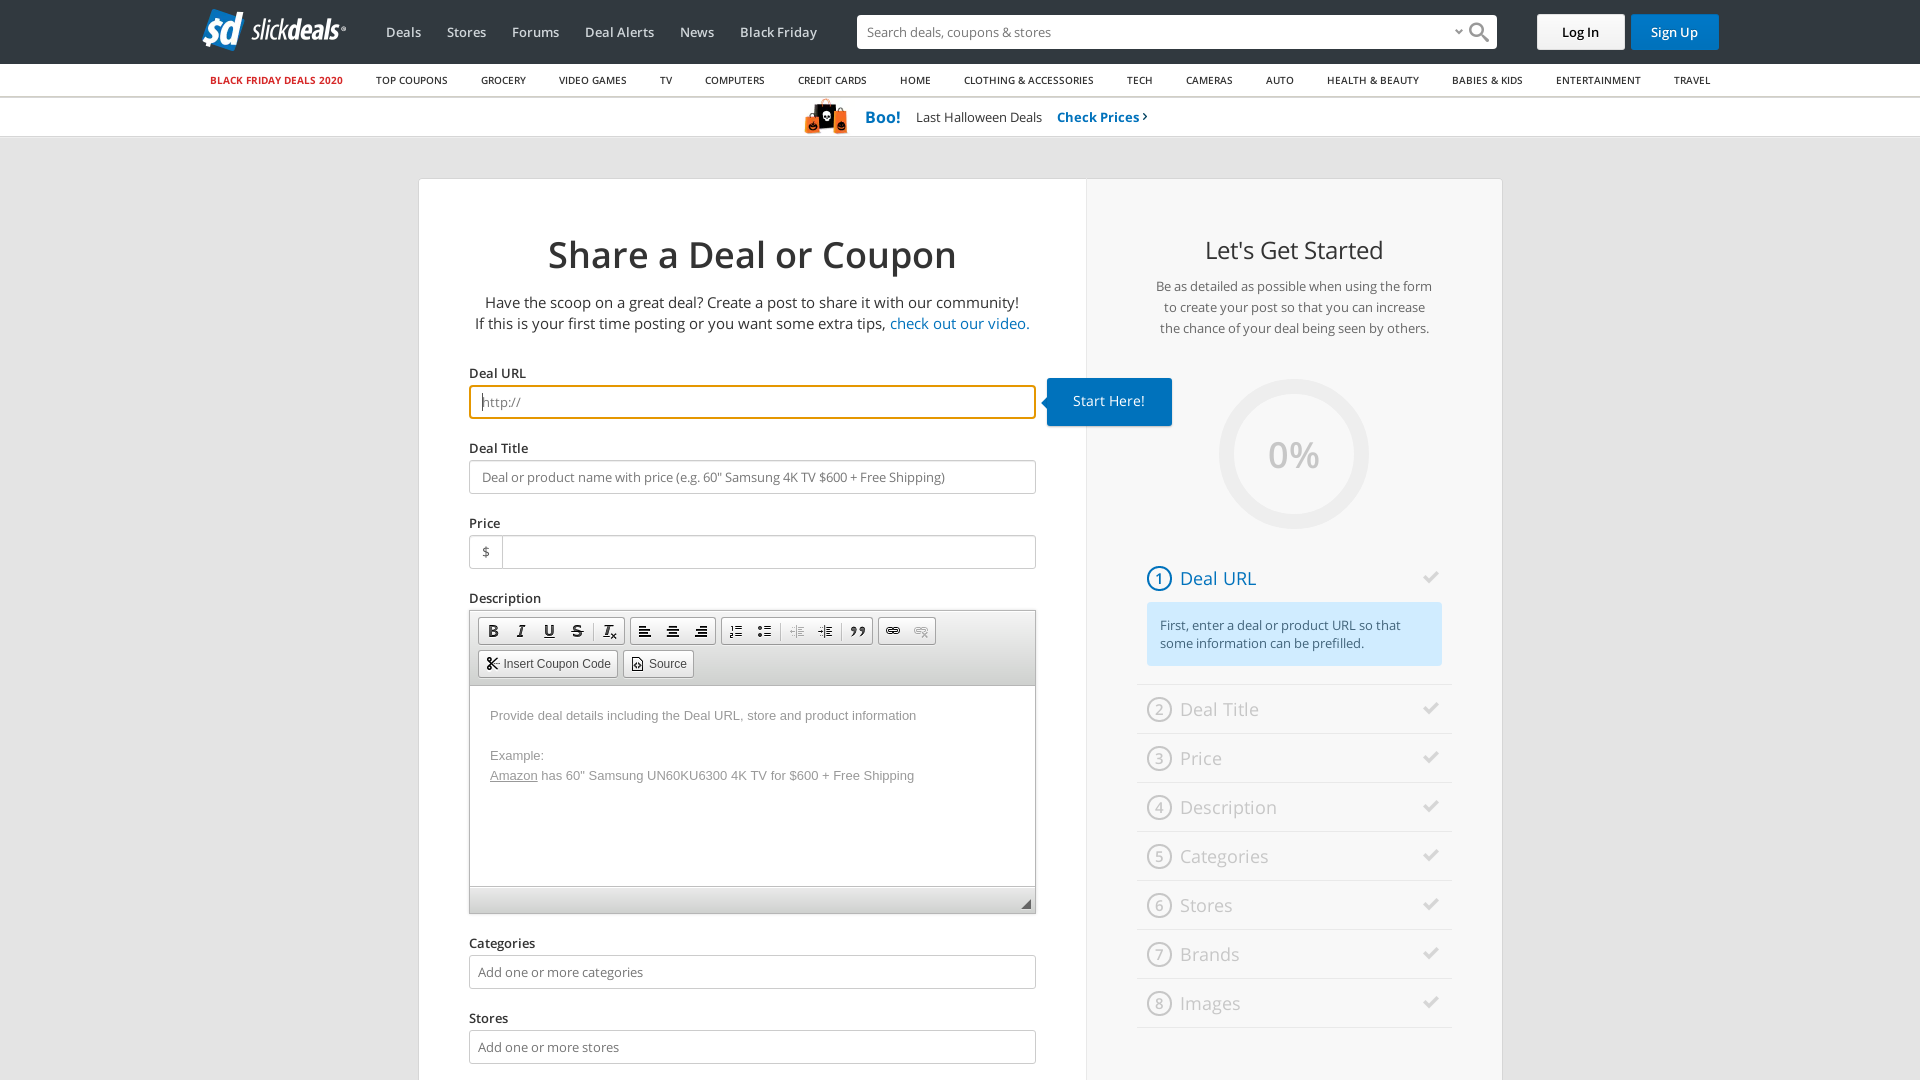 sd slickdeals
Deals
Stores
Forums
Deal Alerts
News
Black Friday
Search deals, coupons & stores
Log In
Sign Up
BLACK FRIDAY DEALS 2020
TOP COUPONS
GROCERY
VIDEO GAMES
TV
COMPUTERS
CREDIT CARDS
HOME
CLOTHING & ACCESSORIES
TECH
CAMERAS
AUTO
HEALTH & BEAUTY
BABIES & KIDS
ENTERTAINMENT
TRAVEL
Boo! Last Halloween Deals Check Prices
Share a Deal or Coupon
Have the scoop on a great deal? Create a post to share it with our community!
If this is your first time posting or you want some extra tips, check out our video.
Deal URL
http://
Start Here!
Deal Title
Deal or product name with price (e.g. 60" Samsung 4K TV $600 + Free Shipping)
Price
$
Description
B I U S Tx
Insert Coupon Code
Source
Provide deal details including the Deal URL, store and product information
Example:
Amazon has 60" Samsung UN60KU6300 4K TV for $600 + Free Shipping
Categories
Add one or more categories
Stores
Add one or more stores
Let's Get Started
Be as detailed as possible when using the form
to create your post so that you can increase
the chance of your deal being seen by others.
0%
1 Deal URL
First, enter a deal or product URL so that
some information can be prefilled.
2 Deal Title
3 Price
4 Description
5 Categories
6 Stores
7 Brands
8 Images